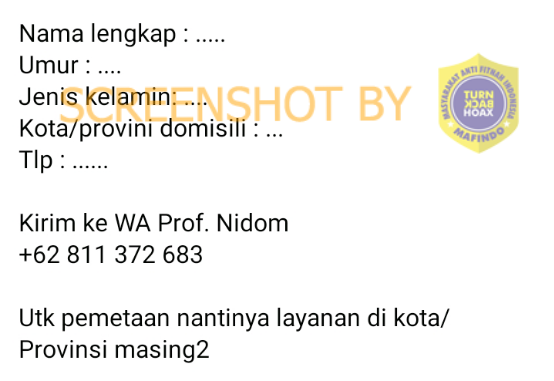 Nama lengkap : .....
Umur : ....
Jenis kelamin: ....
SCREENSHOT BY
Kota/provini domisili : ...
Tlp : ......
MASYARAKAT ANTI FITNAH INDONESIA
TURN
BACK
HOAX
MAFINDO
Kirim ke WA Prof. Nidom
+62 811 372 683
Utk pemetaan nantinya layanan di kota/
Provinsi masing2